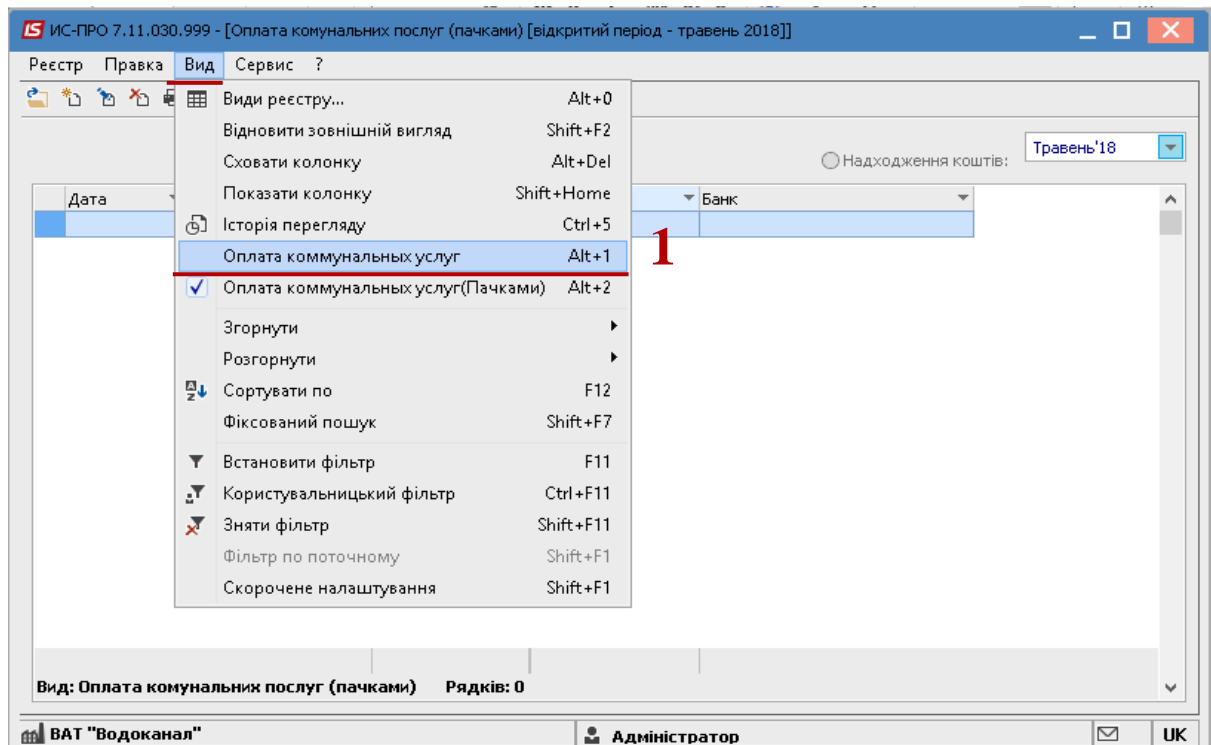 ИС-ПРО 7.11.030.999 - [Оплата комунальних послуг (пачками) [відкритий період - травень 2018]]
Реєстр Правка Вид Сервис ?
Види реєстру... Alt+0
Відновити зовнішній вигляд Shift+F2
Сховати колонку Alt+Del
Показати колонку Shift+Home
Історія перегляду Ctrl+5
Оплата коммунальных услуг Alt+1
Оплата коммунальных услуг(Пачками) Alt+2
Згорнути
Розгорнути
Сортувати по F12
Фіксований пошук Shift+F7
Встановити фільтр F11
Користувальницький фільтр Ctrl+F11
Зняти фільтр Shift+F11
Фільтр по поточному Shift+F1
Скорочене налаштування Shift+F1
Надходження коштів: Травень'18
Дата Банк
1
Вид: Оплата комунальних послуг (пачками) Рядків: 0
ВАТ "Водоканал" Адміністратор UK